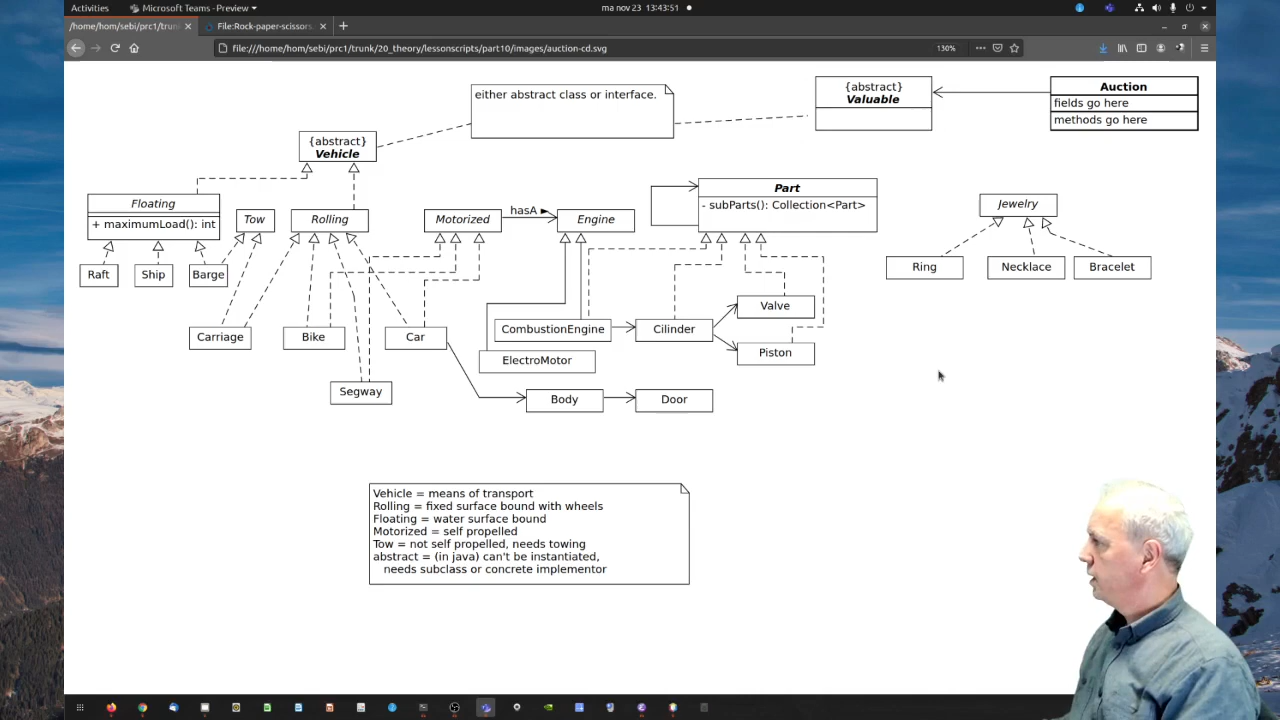 Activities
Microsoft Teams - Preview
ma nov 23 13:43:51
/home/hom/sebi/prc1/trunk
File:Rock-paper-scissors
file:///home/hom/sebi/prc1/trunk/20_theory/lessonscripts/part10/images/auction-cd.svg
130%
either abstract class or interface.
{abstract}
Valuable
Auction
fields go here
methods go here
{abstract}
Vehicle
Floating
+ maximumLoad(): int
Tow
Rolling
Motorized
hasA ►
Engine
Part
- subParts(): Collection<Part>
Jewelry
Raft
Ship
Barge
Ring
Necklace
Bracelet
Carriage
Bike
Car
CombustionEngine
Cilinder
Valve
Piston
ElectroMotor
Segway
Body
Door
Vehicle = means of transport
Rolling = fixed surface bound with wheels
Floating = water surface bound
Motorized = self propelled
Tow = not self propelled, needs towing
abstract = (in java) can't be instantiated,
needs subclass or concrete implementor